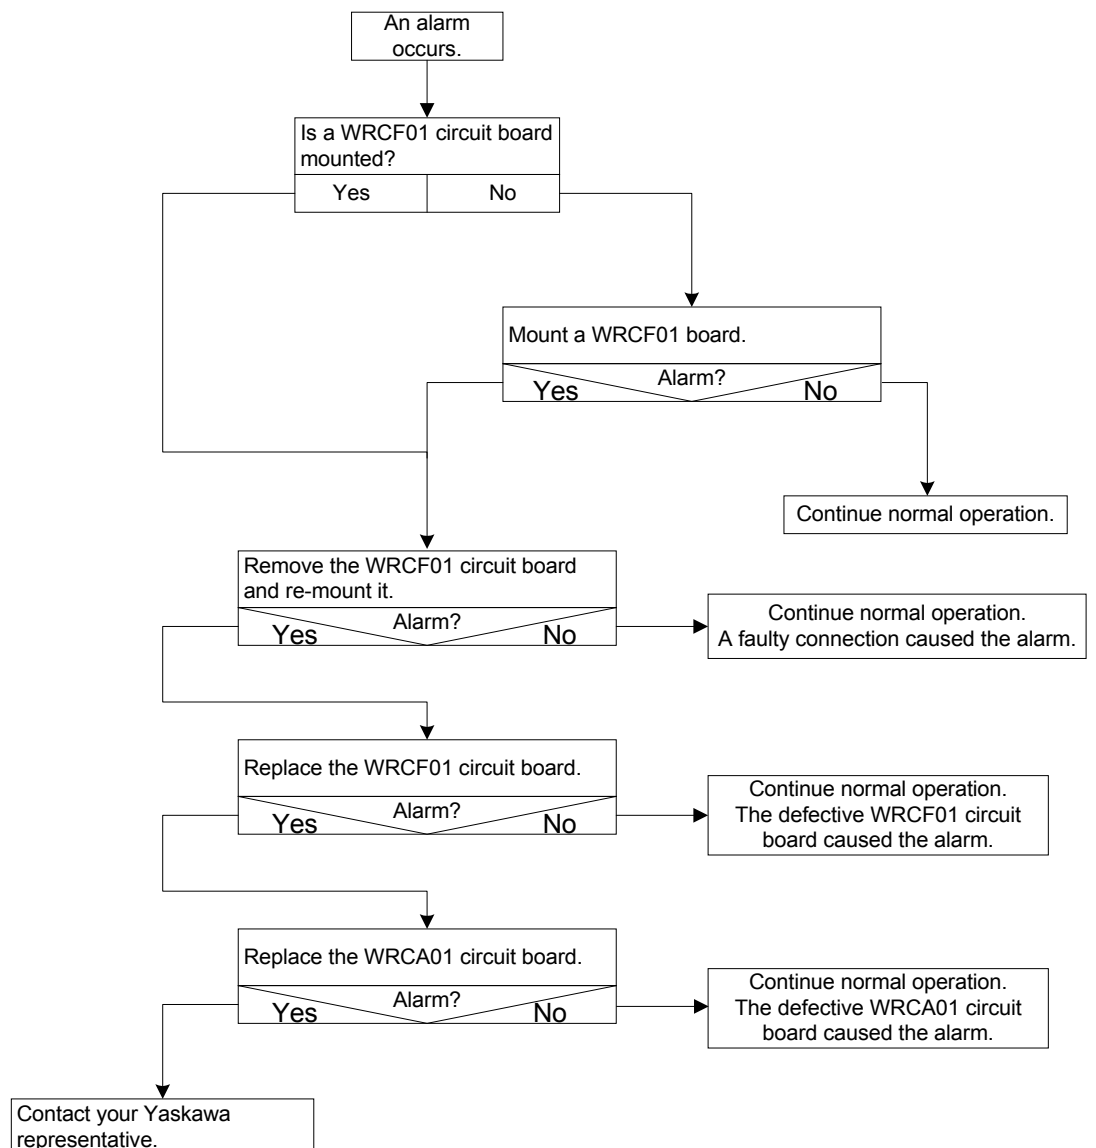 An alarm
occurs.
Is a WRCF01 circuit board
mounted?
Yes No
Mount a WRCF01 board.
Alarm?
Yes No
Continue normal operation.
Remove the WRCF01 circuit board
and re-mount it.
Alarm?
Yes No
Continue normal operation.
A faulty connection caused the alarm.
Replace the WRCF01 circuit board.
Alarm?
Yes No
Continue normal operation.
The defective WRCF01 circuit
board caused the alarm.
Replace the WRCA01 circuit board.
Alarm?
Yes No
Continue normal operation.
The defective WRCA01 circuit
board caused the alarm.
Contact your Yaskawa
representative.